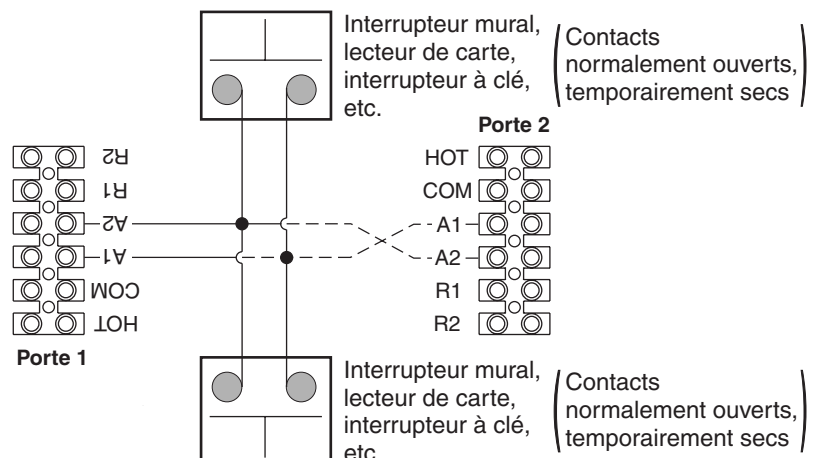 Interrupteur mural,
lecteur de carte,
interrupteur à clé,
etc.
Contacts
normalement ouverts,
temporairement secs
Porte 2
R2
R1
A2
A1
COM
HOT
Porte 1
HOT
COM
A1
A2
R1
R2
Interrupteur mural,
lecteur de carte,
interrupteur à clé,
etc
Contacts
normalement ouverts,
temporairement secs